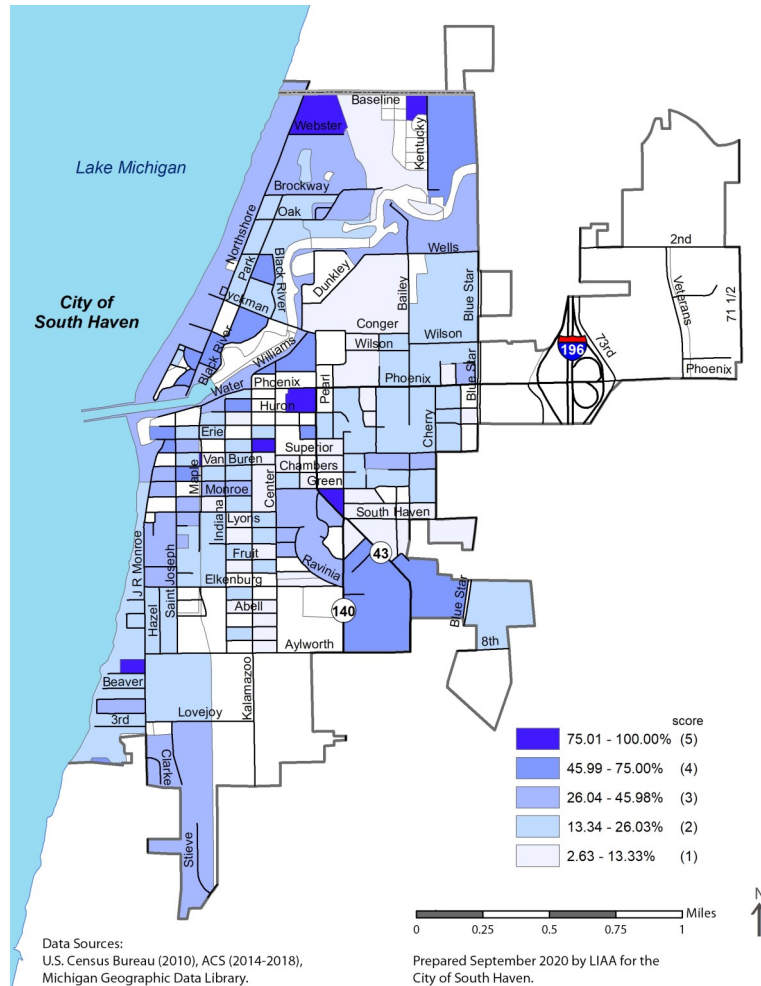 Baseline
Webster
Kentucky
Lake Michigan
Brockway
Oak
Northshore
2nd
Wells
Park
Black River
Dunkley
Bailey
Blue Star
Veterans
71 1/2
Dyckman
City of
South Haven
Conger
Wilson
Wilson
73rd
196
Black River
Williams
Water
Phoenix
Pearl
Phoenix
Blue Star
Phoenix
Huron
Erie
Cherry
Superior
Maple
Van Buren
Center
Chambers
Green
Monroe
Indiana
South Haven
Lyons
J R Monroe
Saint Joseph
Fruit
Ravinia
43
Elkenburg
Hazel
Abell
140
Blue Star
8th
Aylworth
Beaver
Kalamazoo
3rd
Lovejoy
Clarke
Stieve
score
75.01 - 100.00% (5)
45.99 - 75.00% (4)
26.04 - 45.98% (3)
13.34 - 26.03% (2)
2.63 - 13.33% (1)
N
Miles
0 0.25 0.5 0.75 1
Data Sources:
U.S. Census Bureau (2010), ACS (2014-2018),
Michigan Geographic Data Library.
Prepared September 2020 by LIAA for the
City of South Haven.